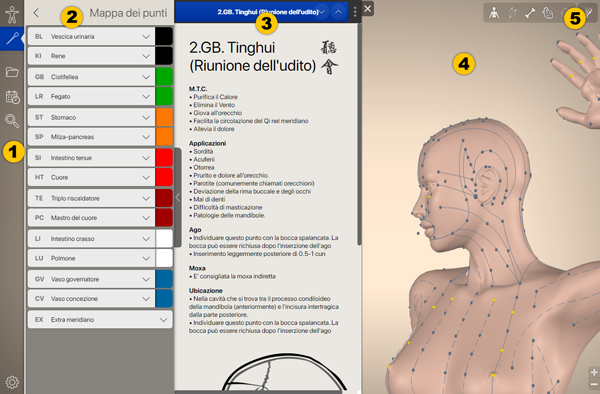 1
2
Mappa dei punti
BL Vescica urinaria
KI Rene
GB Cistifellea
LR Fegato
ST Stomaco
SP Milza-pancreas
SI Intestino tenue
HT Cuore
TE Triplo riscaldatore
PC Mastro del cuore
LI Intestino crasso
LU Polmone
GV Vaso governatore
CV Vaso concezione
EX Extra meridiano
2.GB. Tinghui (Riunione dell'udito)
3
2.GB. Tinghui
(Riunione dell'udito)
聽
會
M.T.C.
• Purifica il Calore
• Elimina il Vento
• Giova all'orecchio
• Facilita la circolazione del Qi nel meridiano
• Allevia il dolore
Applicazioni
• Sordità
• Acufeni
• Otorrea
• Prurito e dolore all'orecchio.
• Parotite (comunemente chiamati orecchioni)
• Deviazione della rima buccale e degli occhi
• Mal di denti
• Difficoltà di masticazione
• Patologie delle mandibole.
Ago
• Individuare questo punto con la bocca spalancata. La
bocca può essere richiusa dopo l'inserzione dell'ago
• Inserimento leggermente posteriore di 0.5-1 cun
Moxa
• E' consigliata la moxa indiretta
Ubicazione
• Nella cavità che si trova tra il processo condiloideo
della mandibola (anteriormente) e l'incisura intertragica
dalla parte posteriore.
• Individuare questo punto con la bocca spalancata. La
bocca può essere richiusa dopo l'inserzione dell'ago
4
5